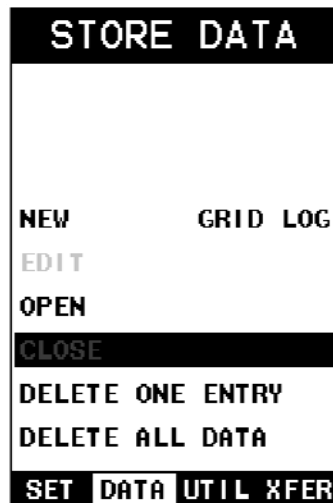 STORE DATA
NEW GRID LOG
EDIT
OPEN
CLOSE
DELETE ONE ENTRY
DELETE ALL DATA
SET DATA UTIL XFER